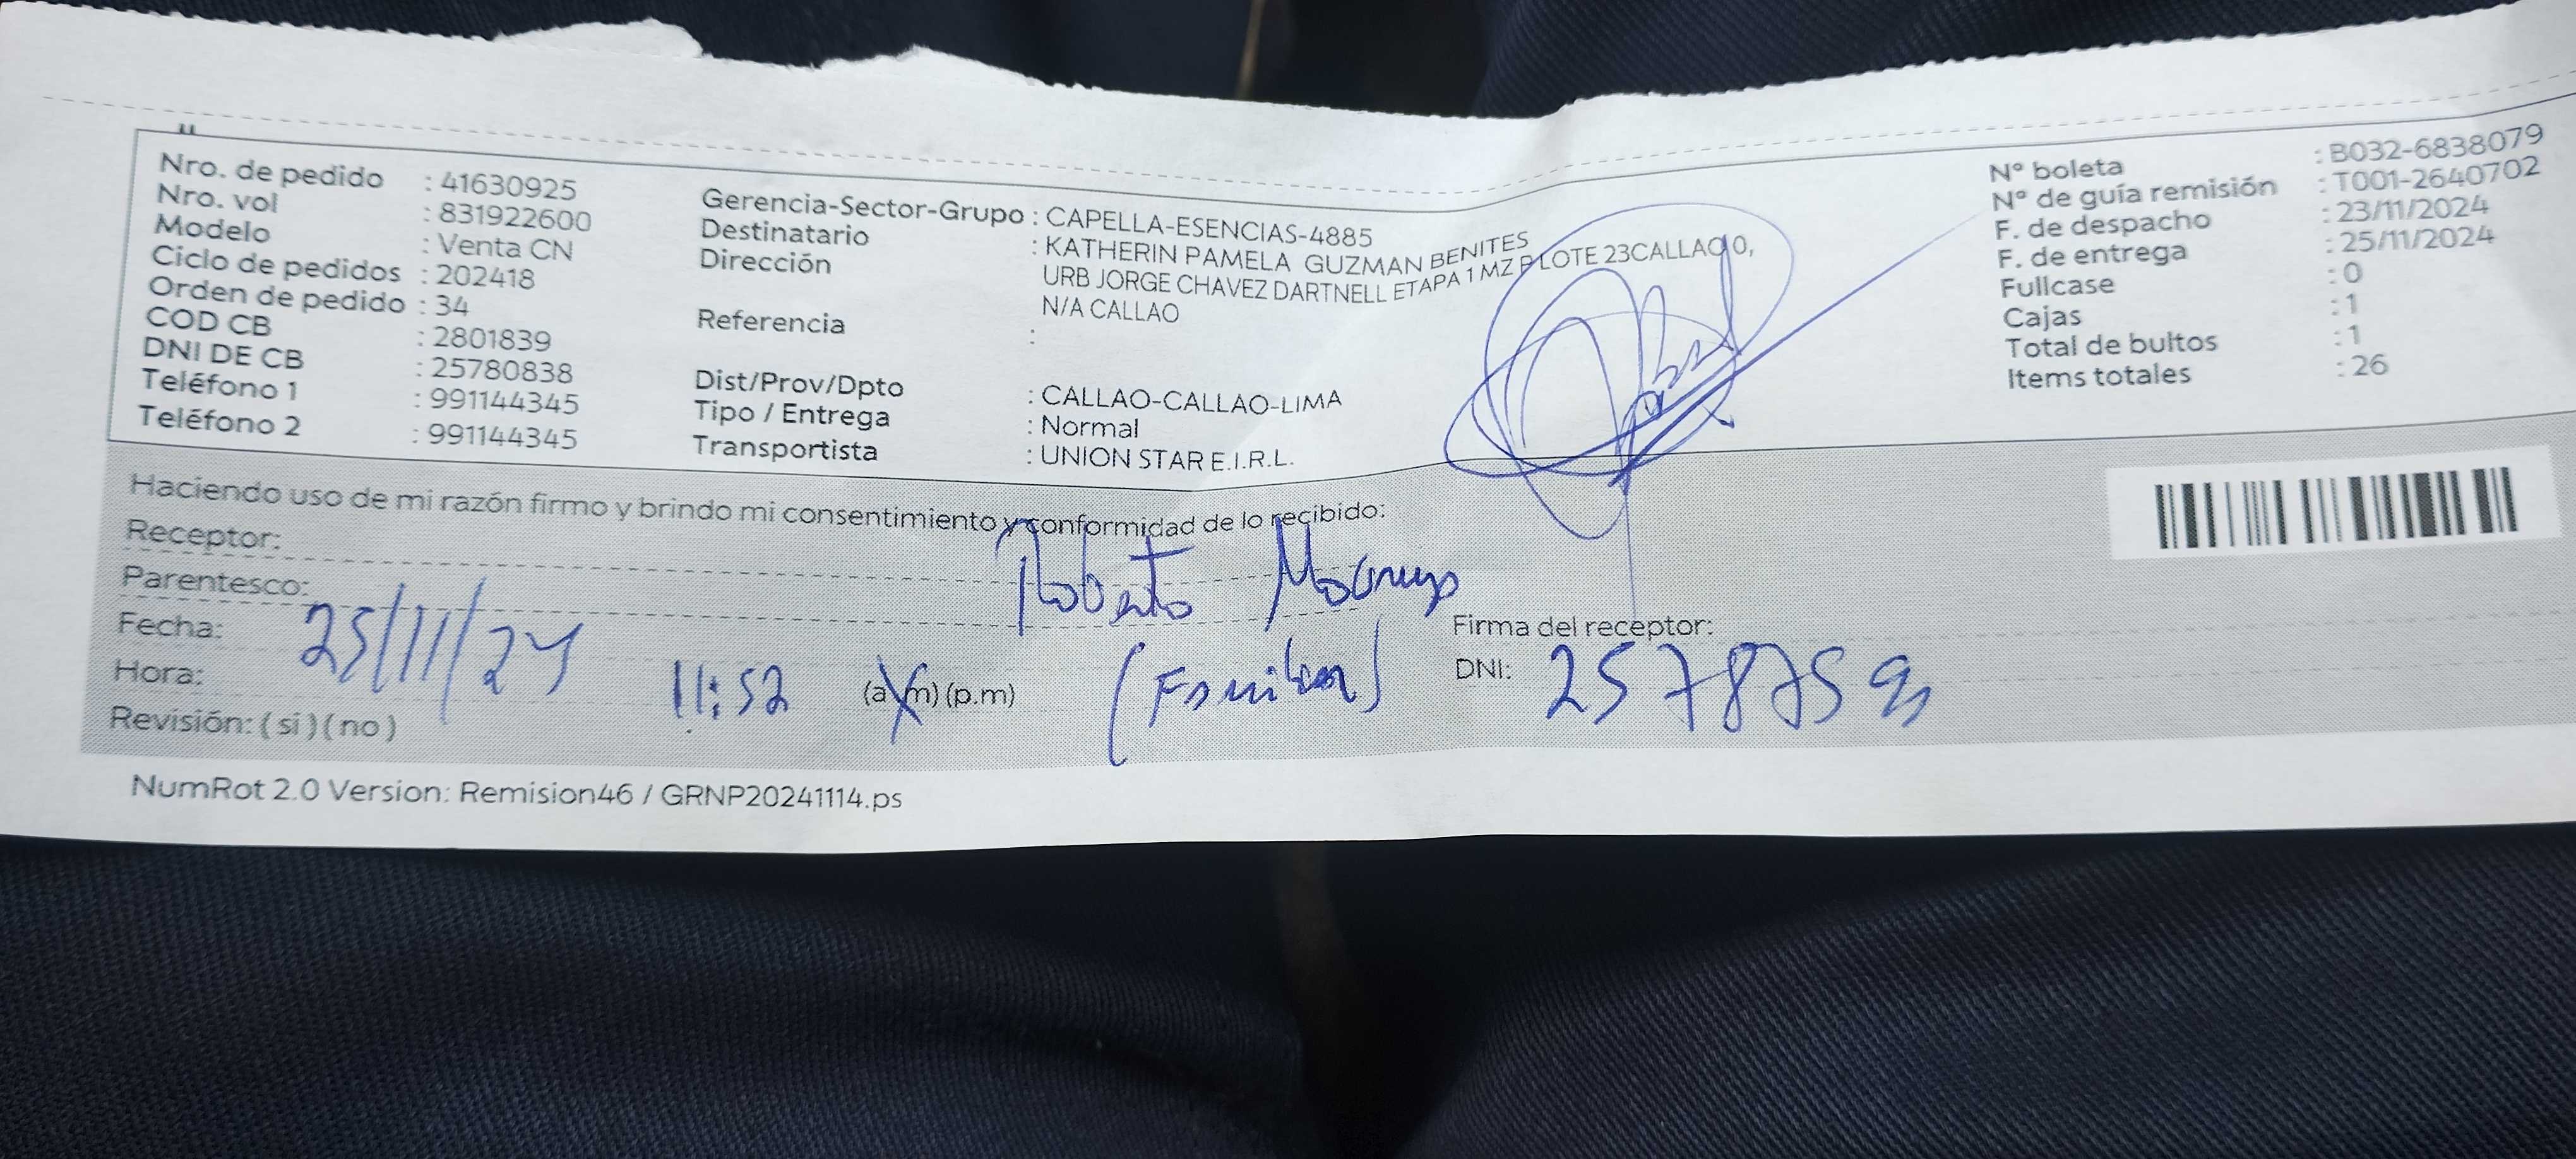 Nro. de pedido : 41630925
Nro. vol : 831922600
Modelo : Venta CN
Ciclo de pedidos : 202418
Orden de pedido : 34
COD CB : 2801839
DNI DE CB : 25780838
Teléfono 1 : 991144345
Teléfono 2 : 991144345
Gerencia-Sector-Grupo : CAPELLA-ESENCIAS-4885
Destinatario : KATHERIN PAMELA GUZMAN BENITES
Dirección : URB JORGE CHAVEZ DARTNELL ETAPA 1 MZ LOTE 23CALLAO 0,
N/A CALLAO
Referencia :
Dist/Prov/Dpto : CALLAO-CALLAO-LIMA
Tipo / Entrega : Normal
Transportista : UNION STAR E.I.R.L.
N° boleta : B032-6838079
N° de guía remisión : T001-2640702
F. de despacho : 23/11/2024
F. de entrega : 25/11/2024
Fullcase : 0
Cajas : 1
Total de bultos : 1
Items totales : 26
Haciendo uso de mi razón firmo y brindo mi consentimiento y conformidad de lo recibido:
Receptor: Roberto
Parentesco:
Fecha: 25/11/24
Firma del receptor:
Hora: 11:52 (a.m) (p.m) (Familiar)
DNI: 2578759
Revisión: ( si ) ( no )
NumRot 2.0 Version: Remision46 / GRNP20241114.ps